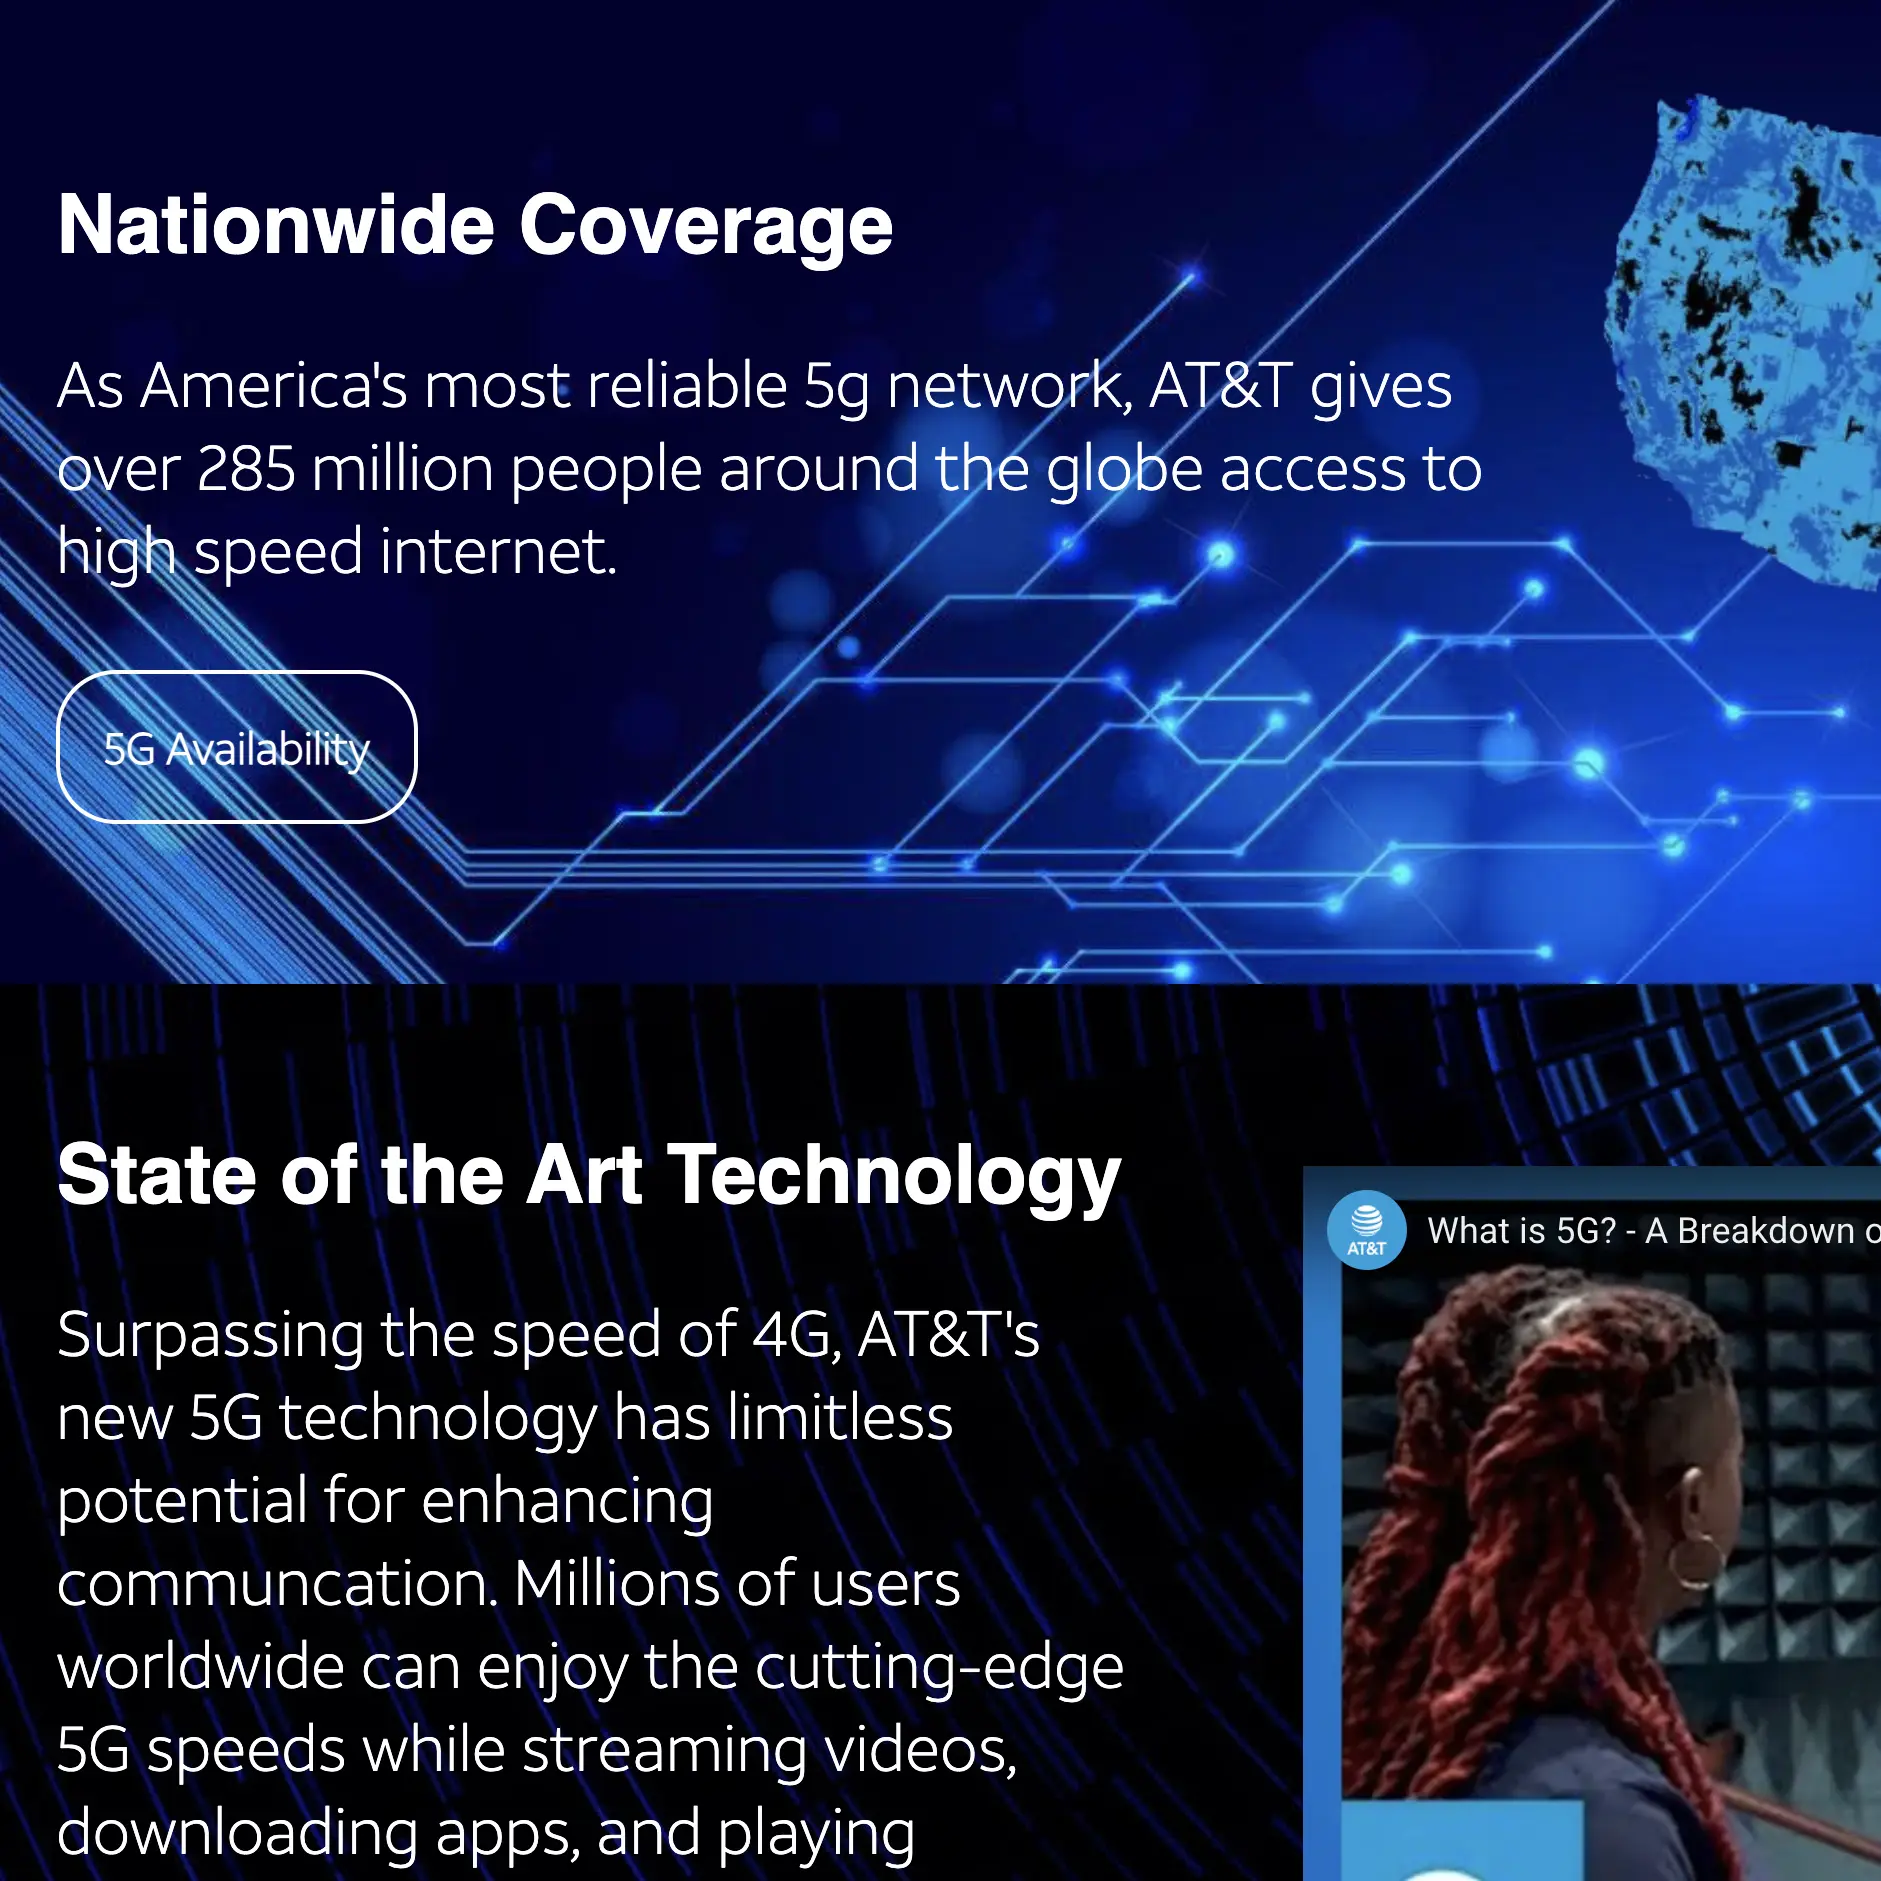 Nationwide Coverage
As America's most reliable 5g network, AT&T gives
over 285 million people around the globe access to
high speed internet.
5G Availability
State of the Art Technology
AT&T
What is 5G? - A Breakdown o
Surpassing the speed of 4G, AT&T's
new 5G technology has limitless
potential for enhancing
communcation. Millions of users
worldwide can enjoy the cutting-edge
5G speeds while streaming videos,
downloading apps, and playing